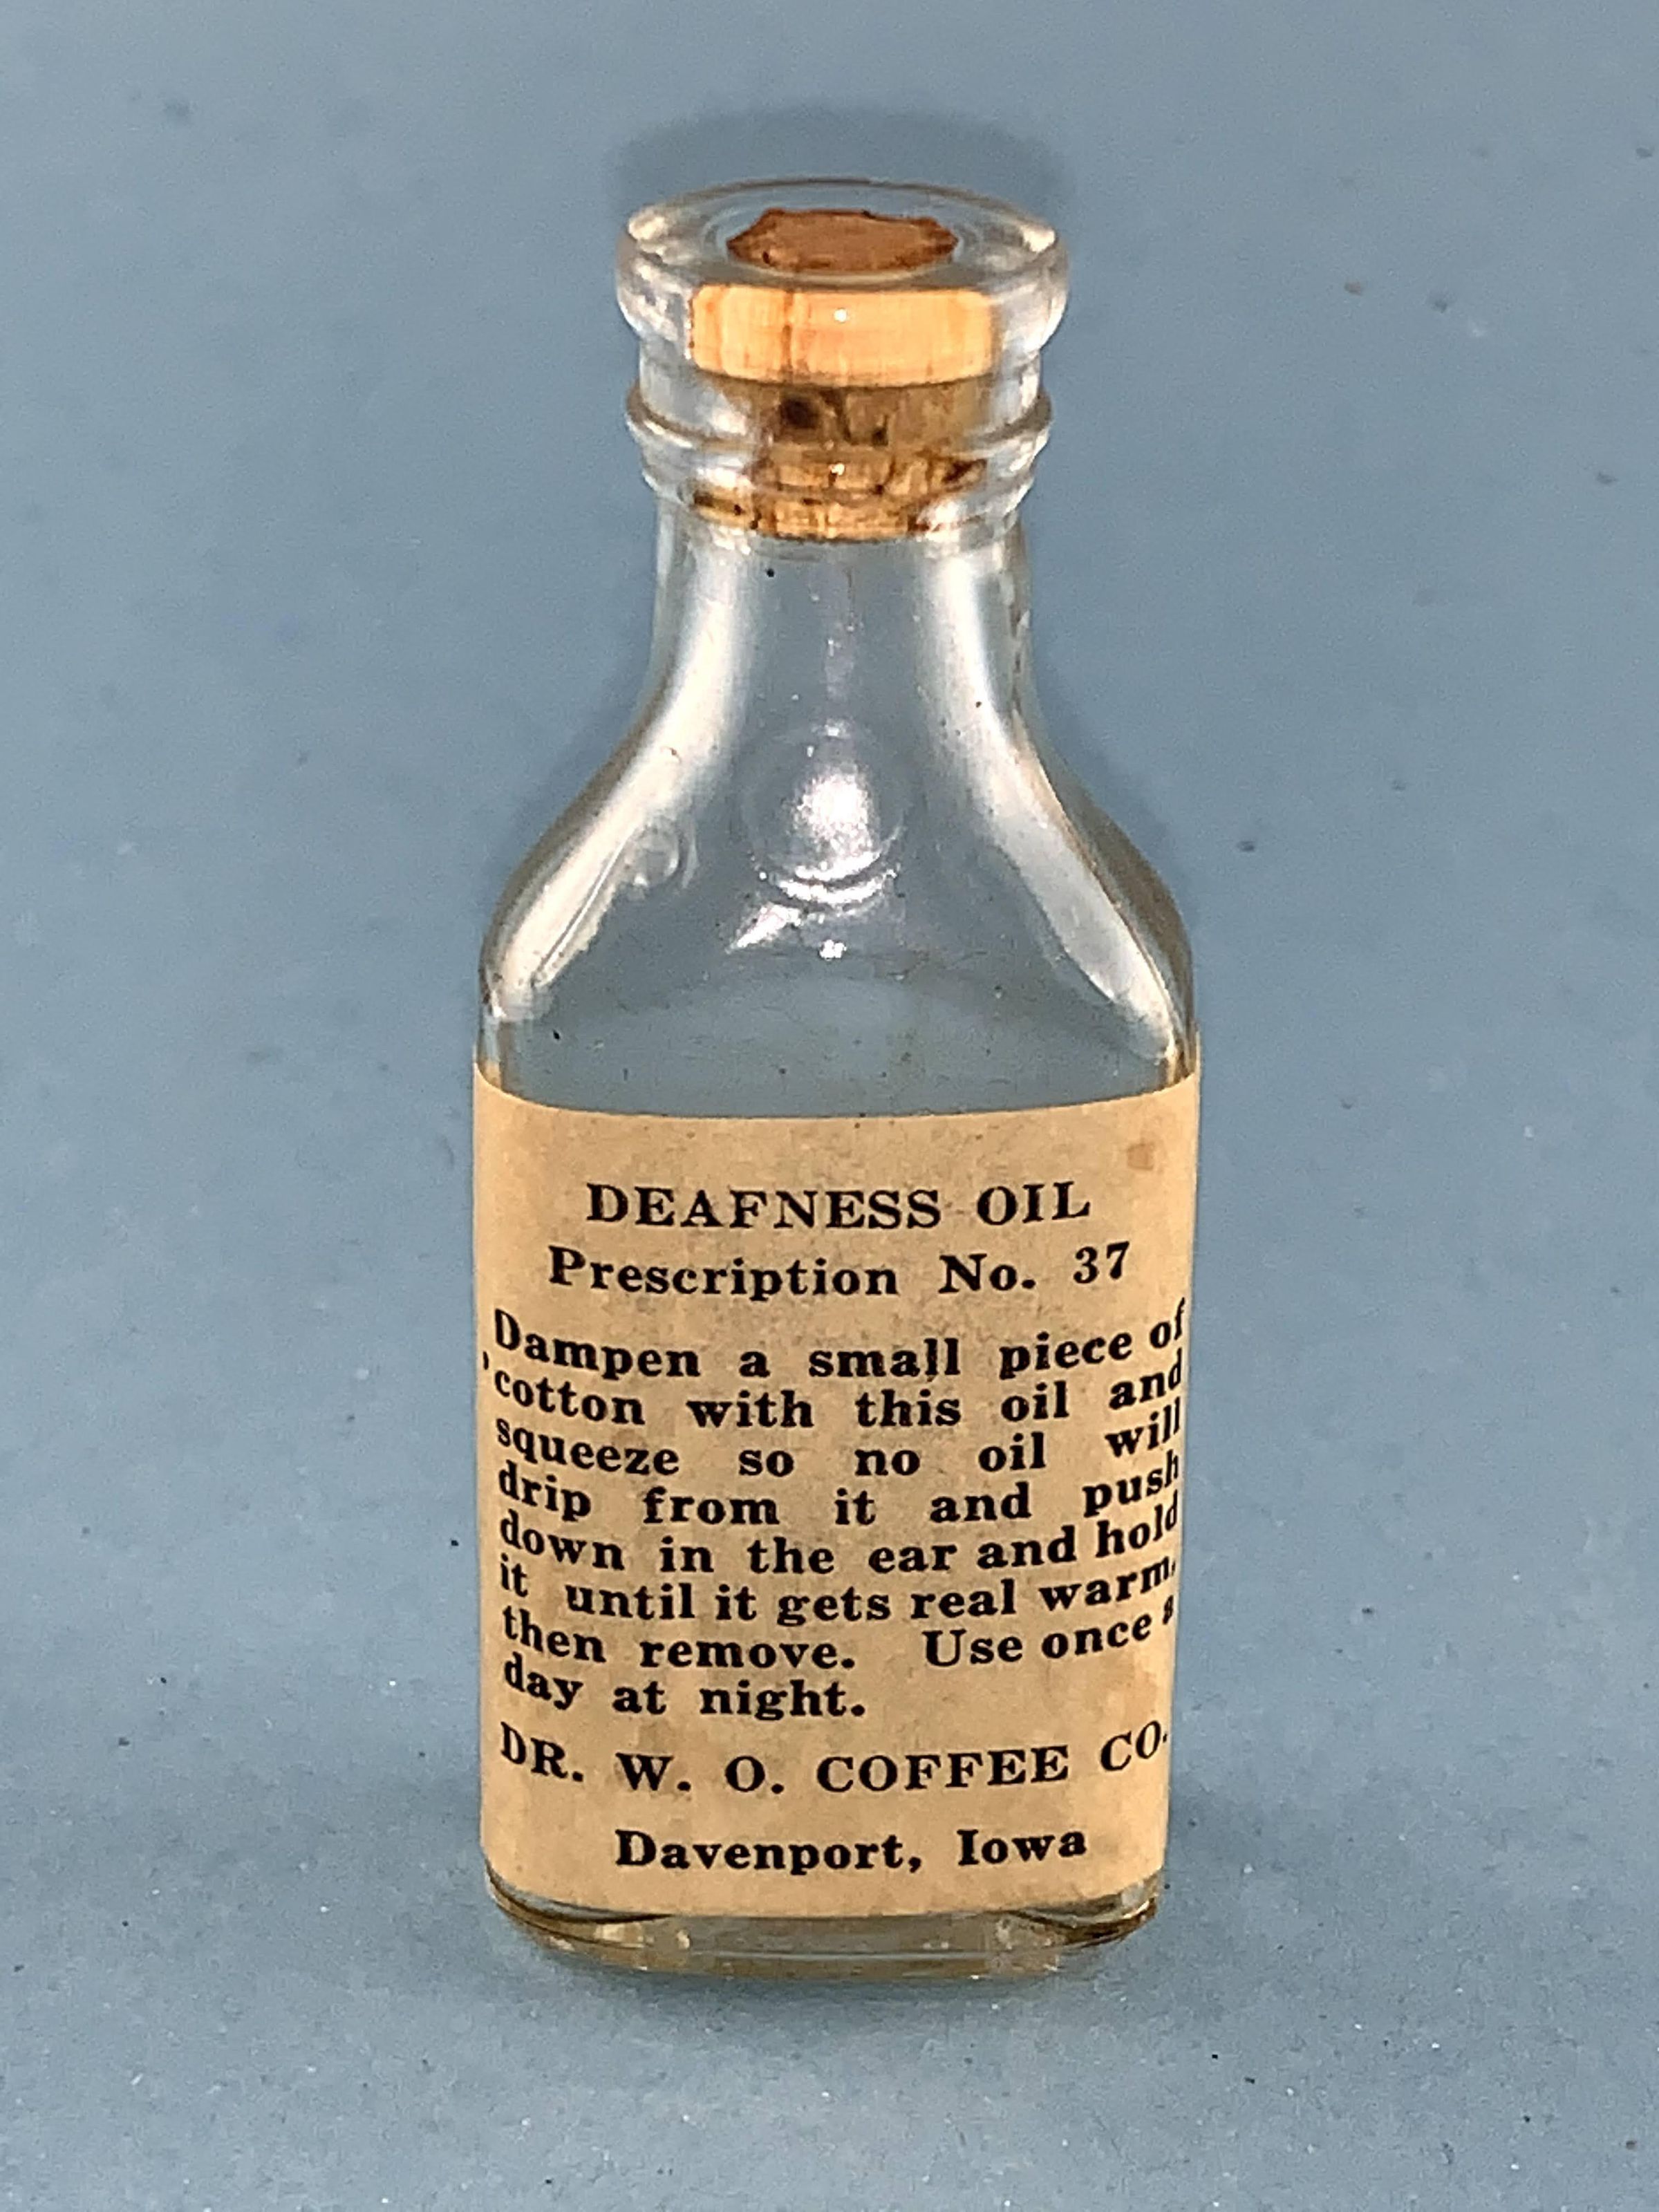 DEAFNESS OIL
Prescription No. 37
Dampen a small piece of
cotton with this oil and
squeeze so no oil will
drip from it and push
down in the ear and hold
it until it gets real warm,
then remove. Use once a
day at night.
DR. W. O. COFFEE CO.
Davenport, Iowa